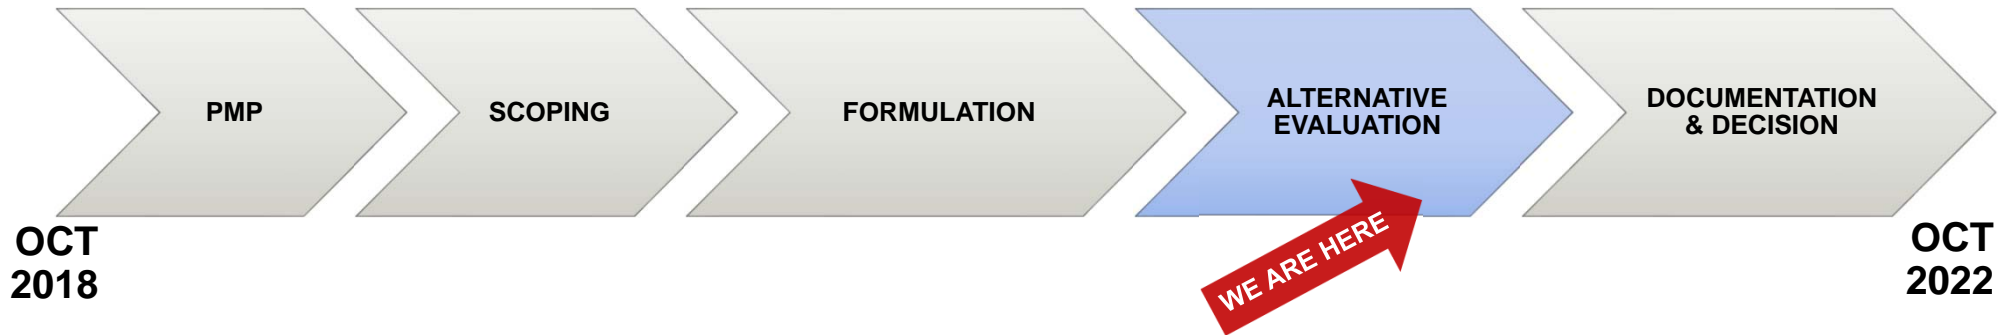 PMP
SCOPING
FORMULATION
ALTERNATIVE
EVALUATION
DOCUMENTATION
& DECISION
OCT
2018
WE ARE HERE
OCT
2022